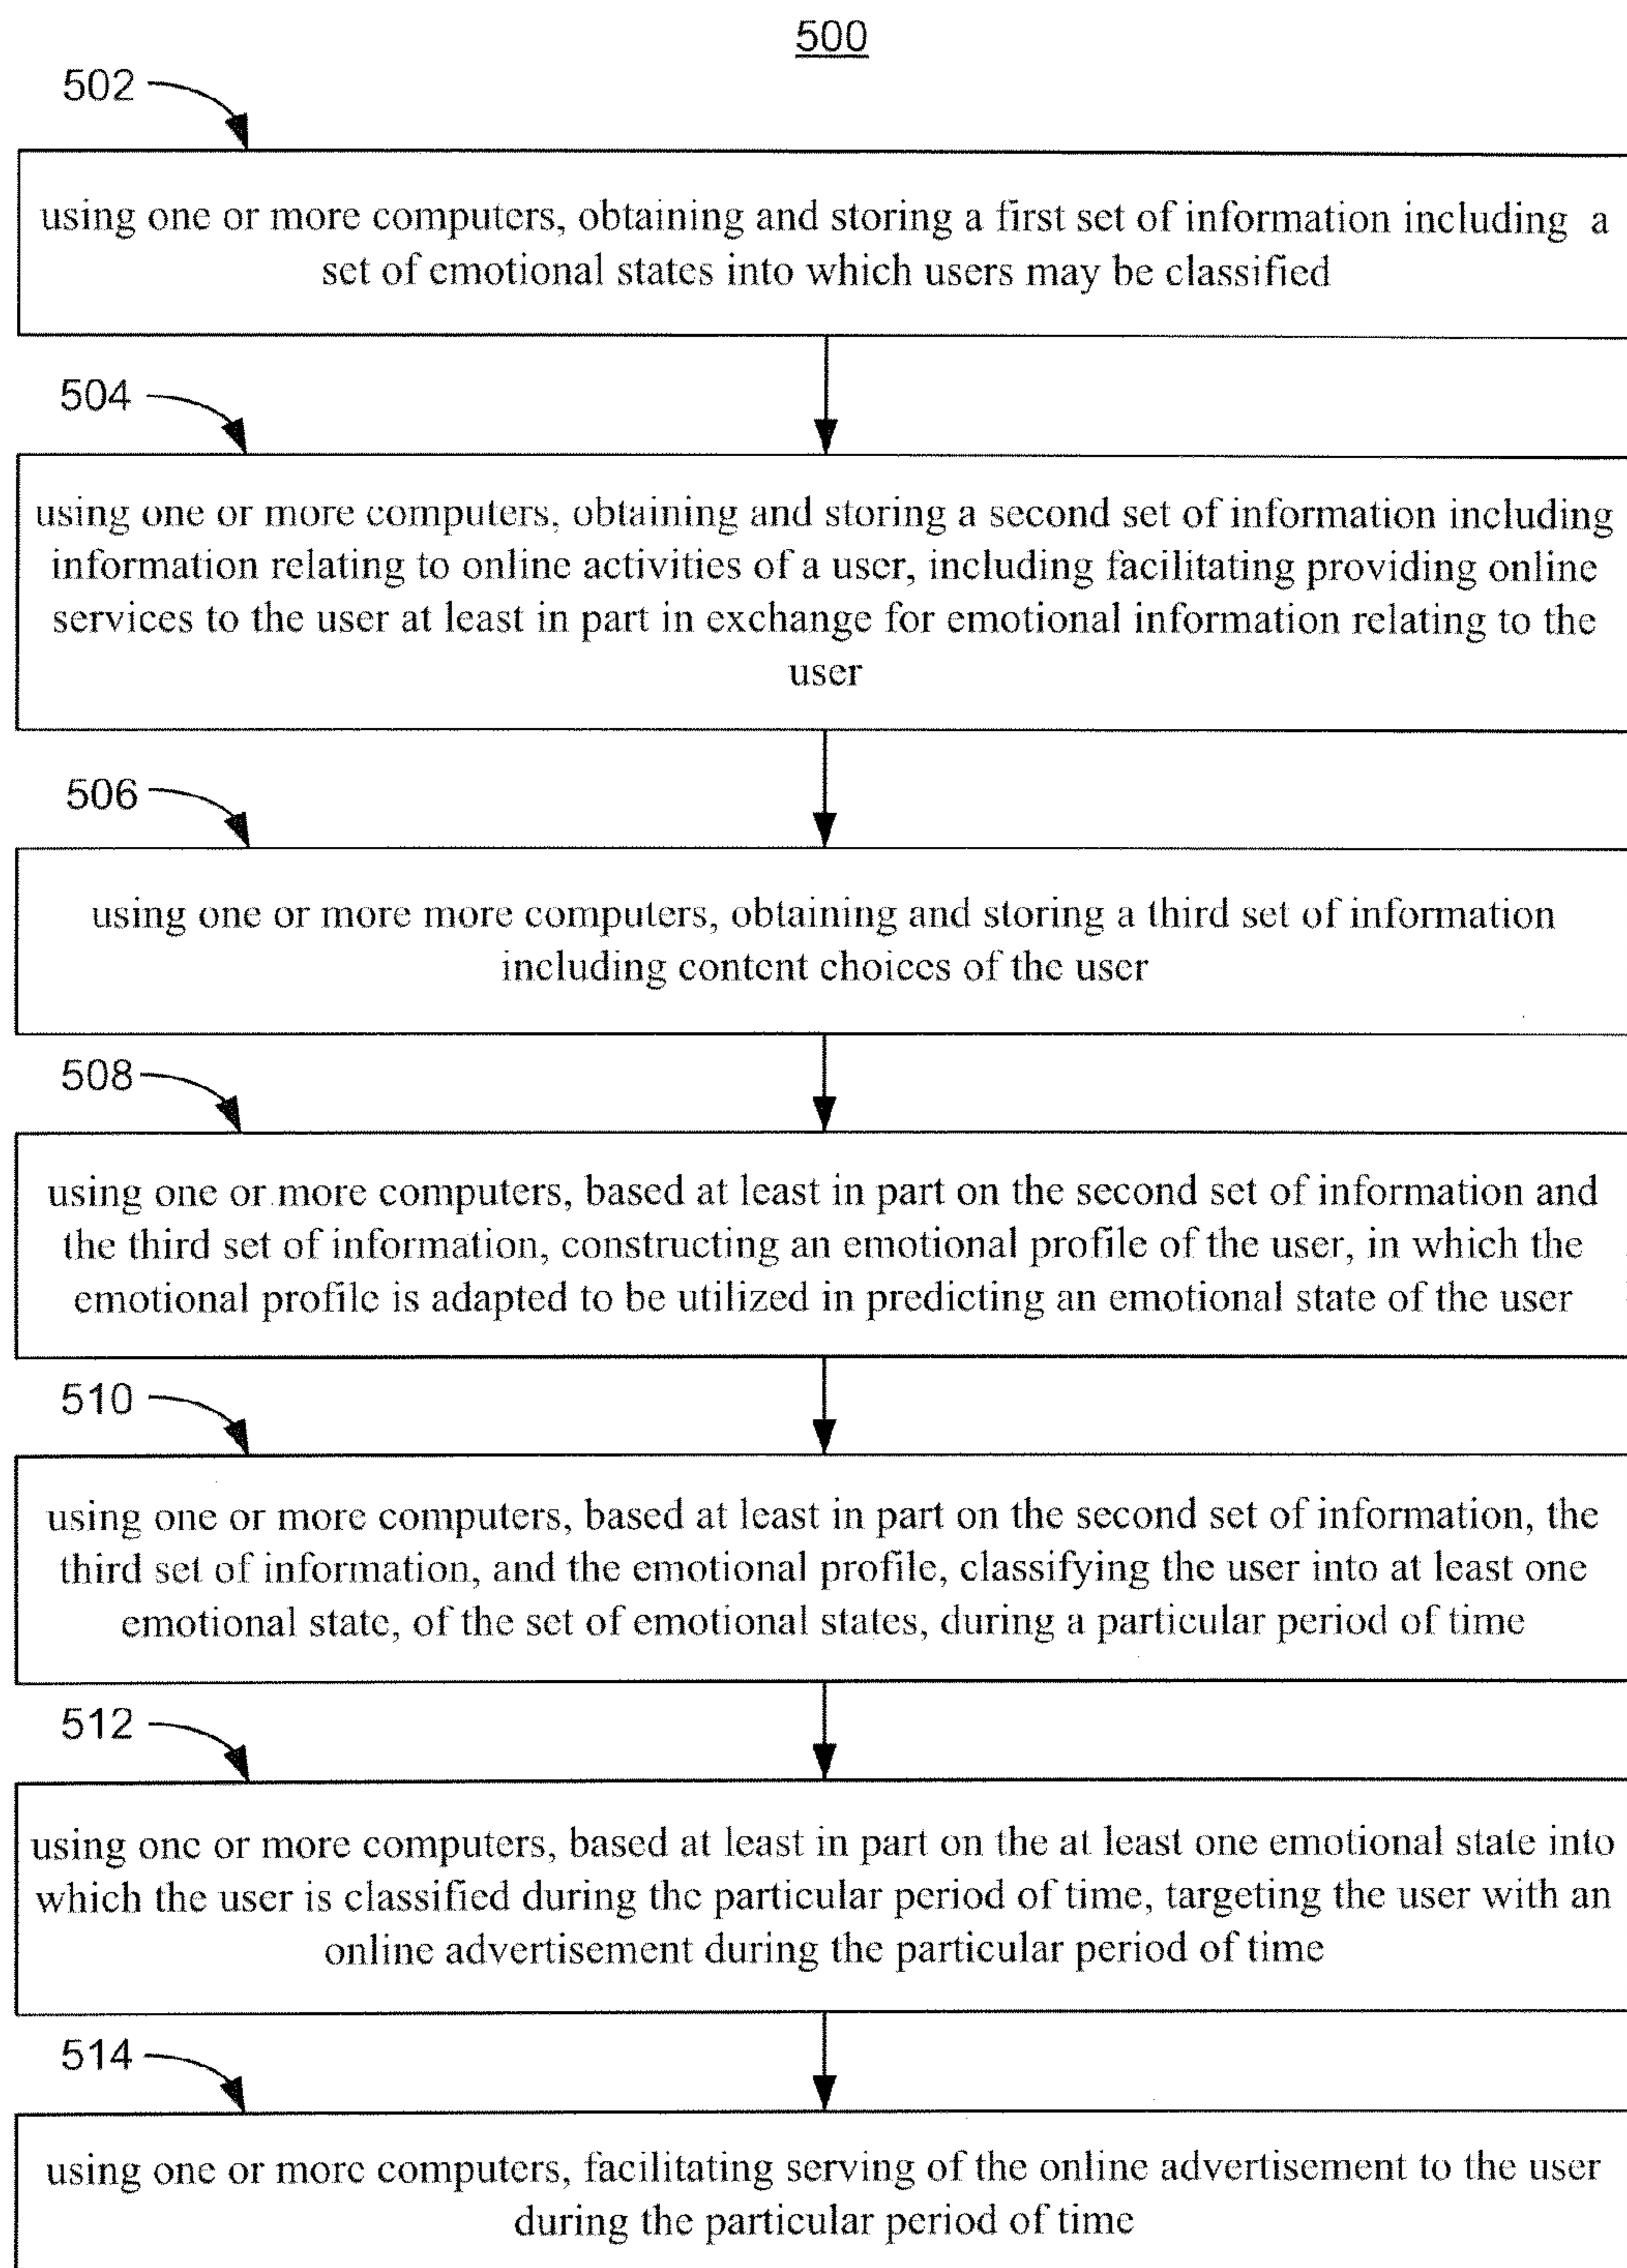 500
502
using one or more computers, obtaining and storing a first set of information including a
set of emotional states into which users may be classified
504
using one or more computers, obtaining and storing a second set of information including
information relating to online activities of a user, including facilitating providing online
services to the user at least in part in exchange for emotional information relating to the
user
506
using one or more more computers, obtaining and storing a third set of information
including content choices of the user
508
using one or more computers, based at least in part on the second set of information and
the third set of information, constructing an emotional profile of the user, in which the
emotional profile is adapted to be utilized in predicting an emotional state of the user
510
using one or more computers, based at least in part on the second set of information, the
third set of information, and the emotional profile, classifying the user into at least one
emotional state, of the set of emotional states, during a particular period of time
512
using one or more computers, based at least in part on the at least one emotional state into
which the user is classified during the particular period of time, targeting the user with an
online advertisement during the particular period of time
514
using one or more computers, facilitating serving of the online advertisement to the user
during the particular period of time